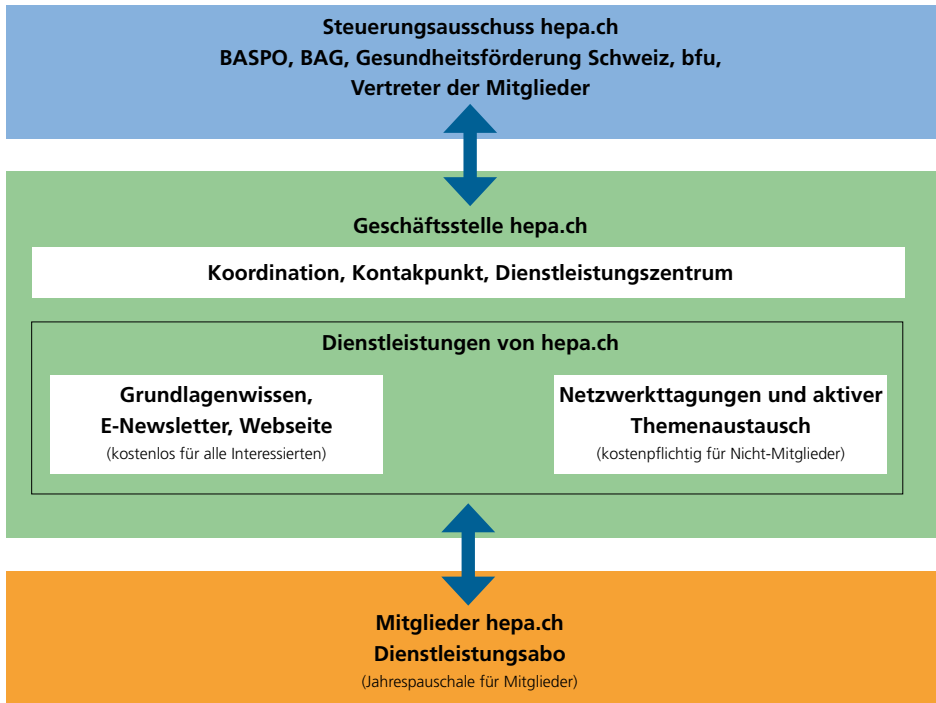 Steuerungsausschuss hepa.ch
BASPO, BAG, Gesundheitsförderung Schweiz, bfu,
Vertreter der Mitglieder
Geschäftsstelle hepa.ch
Koordination, Kontakpunkt, Dienstleistungszentrum
Dienstleistungen von hepa.ch
Grundlagenwissen,
E-Newsletter, Webseite
(kostenlos für alle Interessierten)
Netzwerkttagungen und aktiver
Themenaustausch
(kostenpflichtig für Nicht-Mitglieder)
Mitglieder hepa.ch
Dienstleistungsabo
(Jahrespauschale für Mitglieder)